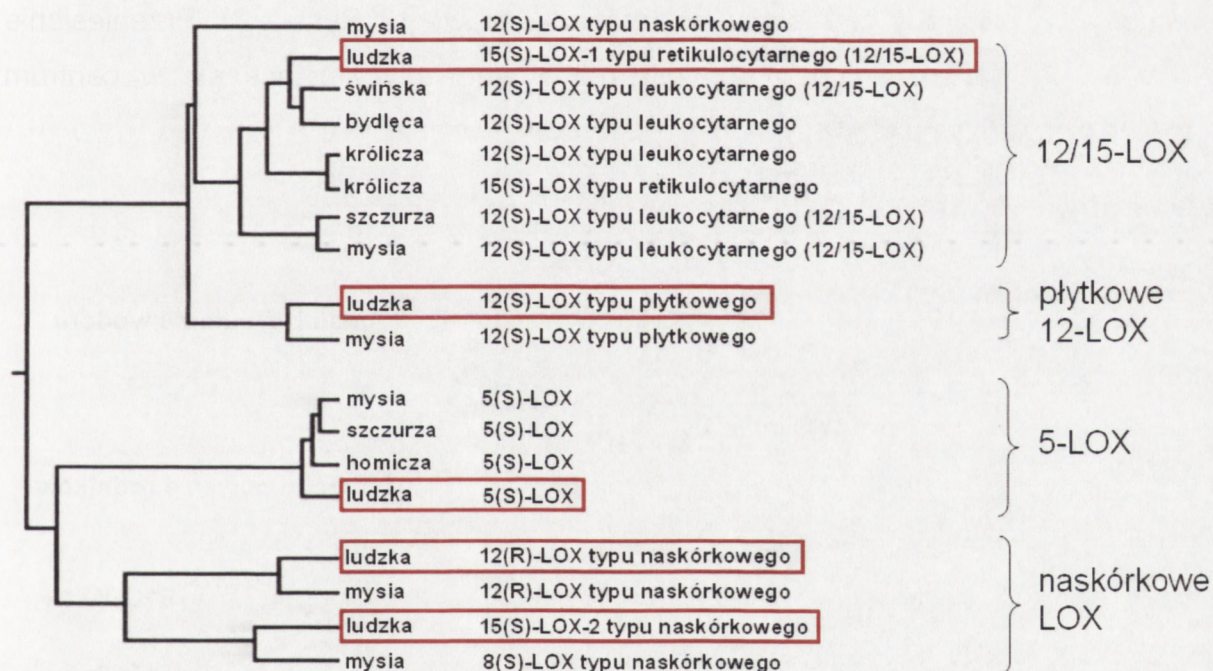 mysia 12(S)-LOX typu naskórkowego
ludzka 15(S)-LOX-1 typu retikulocytarnego (12/15-LOX)
świńska 12(S)-LOX typu leukocytarnego (12/15-LOX)
bydlęca 12(S)-LOX typu leukocytarnego
królicza 12(S)-LOX typu leukocytarnego
królicza 15(S)-LOX typu retikulocytarnego
szczurza 12(S)-LOX typu leukocytarnego (12/15-LOX)
mysia 12(S)-LOX typu leukocytarnego (12/15-LOX)
12/15-LOX
ludzka 12(S)-LOX typu płytkowego
mysia 12(S)-LOX typu płytkowego
płytkowe
12-LOX
mysia 5(S)-LOX
szczurza 5(S)-LOX
homicza 5(S)-LOX
ludzka 5(S)-LOX
5-LOX
ludzka 12(R)-LOX typu naskórkowego
mysia 12(R)-LOX typu naskórkowego
ludzka 15(S)-LOX-2 typu naskórkowego
mysia 8(S)-LOX typu naskórkowego
naskórkowe
LOX